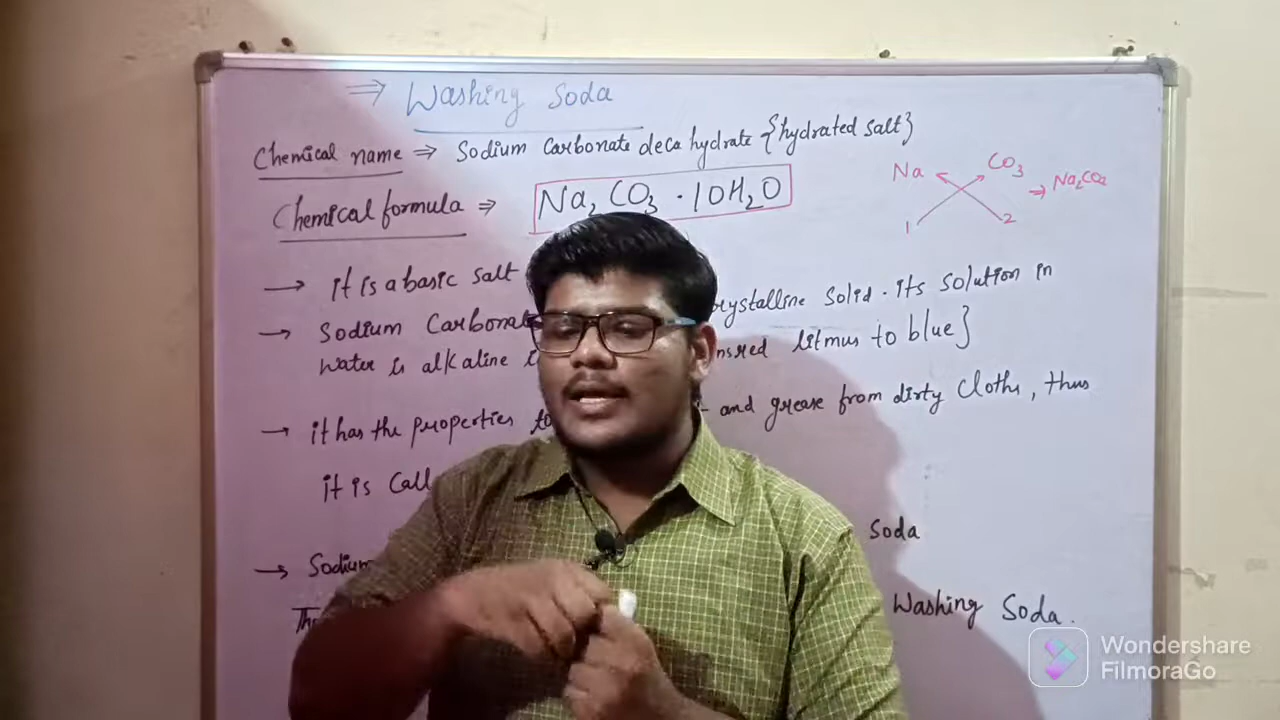 ⇒ Washing Soda
Chemical name ⇒ Sodium Carbonate deca hydrate {hydrated salt}
Chemical formula ⇒ Na2CO3 · 10H2O
Na CO3
1 2
⇒ Na2CO3
→ it is a basic salt
→ Sodium Carbonate crystalline solid. its solution in
water is alkaline litmus to blue}
→ it has the properties and grease from dirty cloths, thus
it is Call
Soda
→ Sodium
Washing Soda.
Wondershare
FilmoraGo